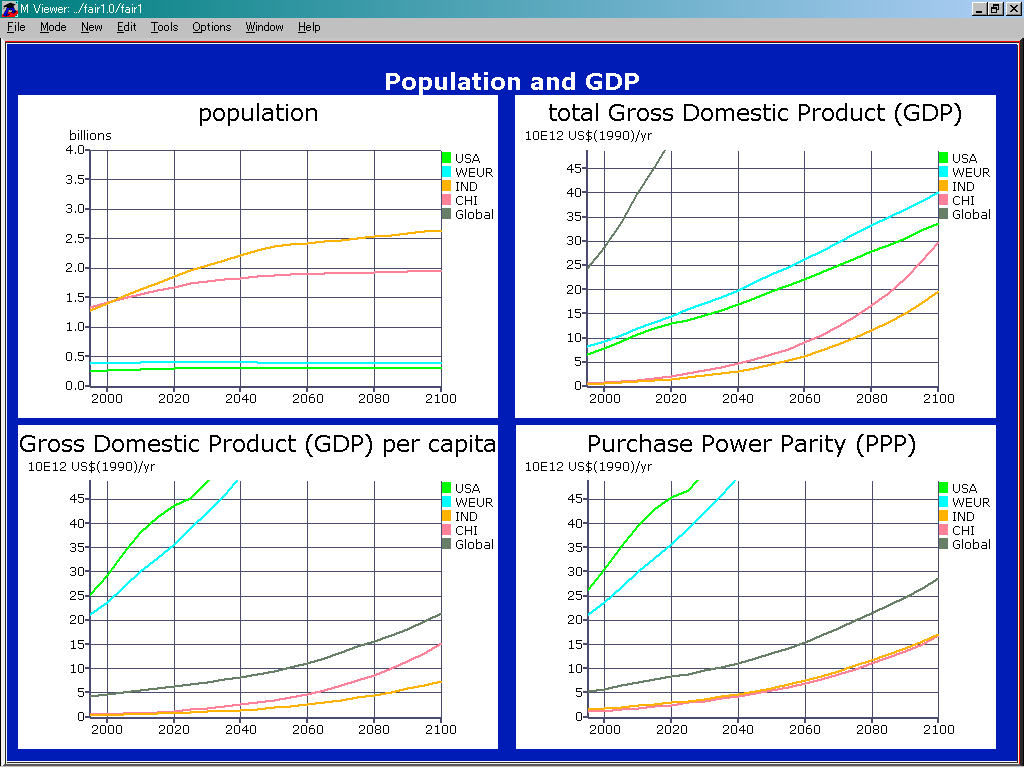 M Viewer: ../fair1.0/fair1
File Mode New Edit Tools Options Window Help
Population and GDP
population
billions
4.0
3.5
3.0
2.5
2.0
1.5
1.0
0.5
0.0
2000 2020 2040 2060 2080 2100
USA
WEUR
IND
CHI
Global
total Gross Domestic Product (GDP)
10E12 US$(1990)/yr
45
40
35
30
25
20
15
10
5
0
2000 2020 2040 2060 2080 2100
USA
WEUR
IND
CHI
Global
Gross Domestic Product (GDP) per capita
10E12 US$(1990)/yr
45
40
35
30
25
20
15
10
5
0
2000 2020 2040 2060 2080 2100
USA
WEUR
IND
CHI
Global
Purchase Power Parity (PPP)
10E12 US$(1990)/yr
45
40
35
30
25
20
15
10
5
0
2000 2020 2040 2060 2080 2100
USA
WEUR
IND
CHI
Global